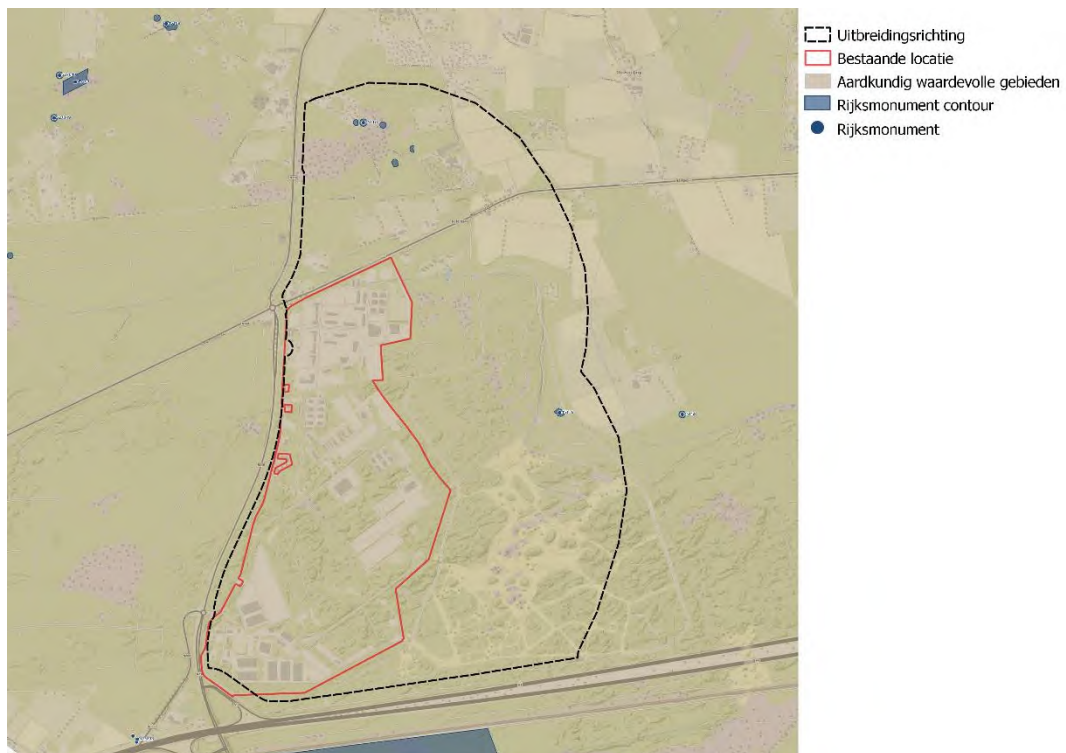 Uitbreidingsrichting
Bestaande locatie
Aardkundig waardevolle gebieden
Rijksmonument contour
Rijksmonument